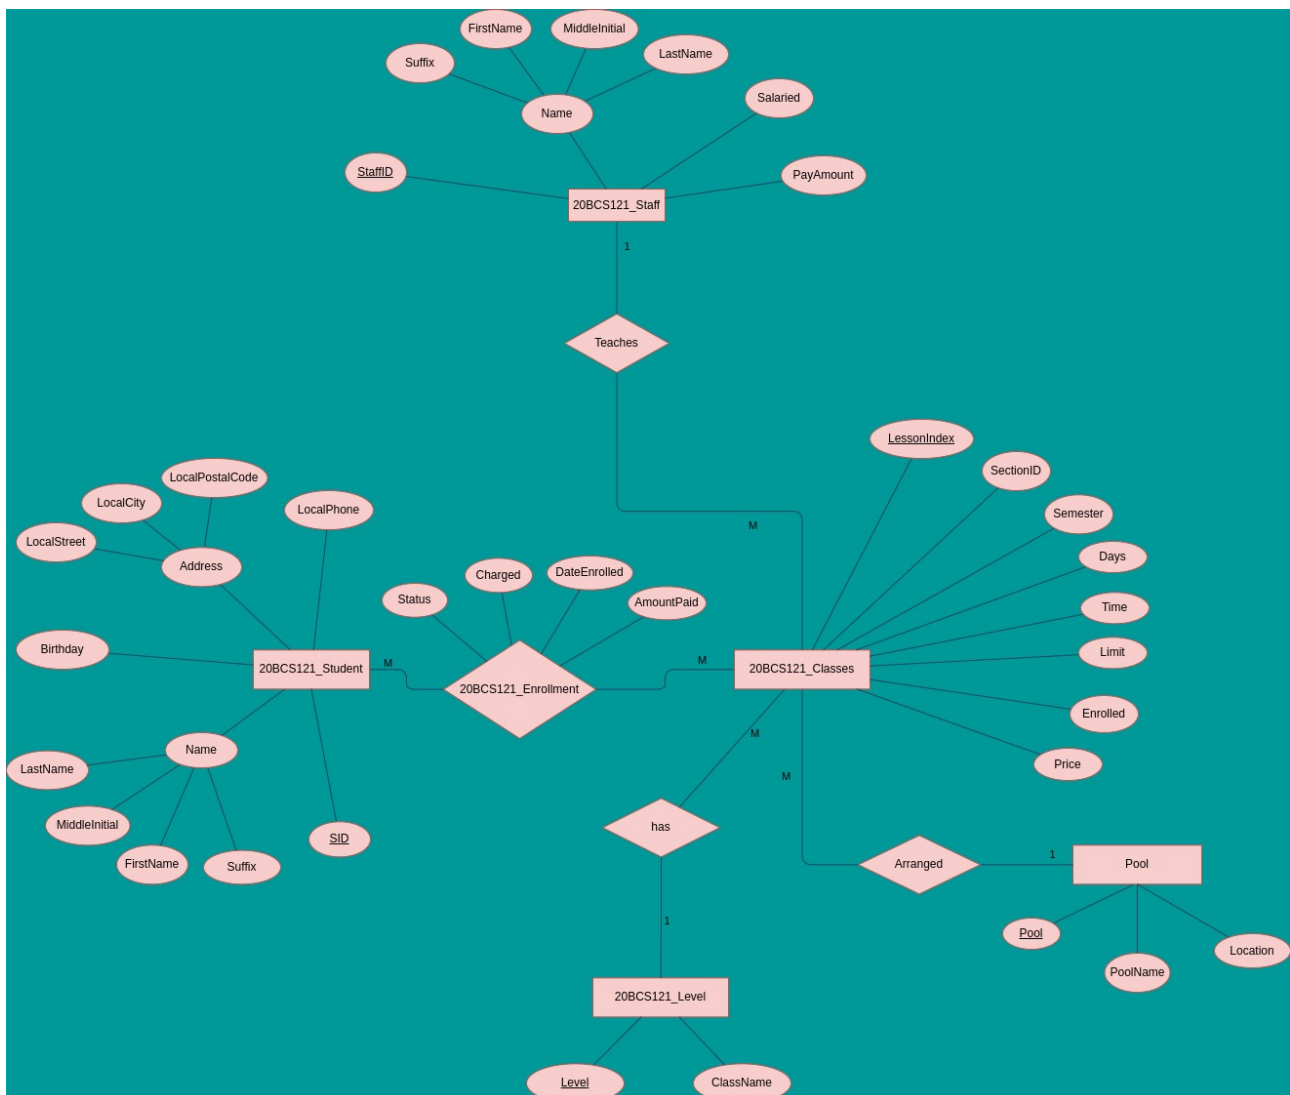 FirstName
MiddleInitial
LastName
Suffix
Name
Salaried
StaffID
PayAmount
20BCS121_Staff
1
Teaches
LessonIndex
SectionID
Semester
Days
Time
Limit
Enrolled
Price
M
LocalPostalCode
LocalCity
LocalPhone
LocalStreet
Address
Birthday
Status
Charged
DateEnrolled
AmountPaid
20BCS121_Student
M
20BCS121_Enrollment
M
20BCS121_Classes
Name
LastName
MiddleInitial
FirstName
Suffix
SID
M
M
has
1
Arranged
1
Pool
Pool
PoolName
Location
20BCS121_Level
Level
ClassName